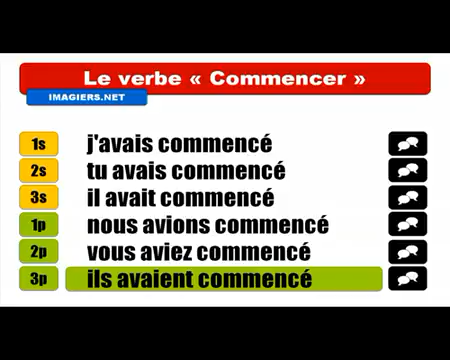 Le verbe « Commencer »
IMAGIERS.NET
1s j'avais commencé
2s tu avais commencé
3s il avait commencé
1p nous avions commencé
2p vous aviez commencé
3p ils avaient commencé